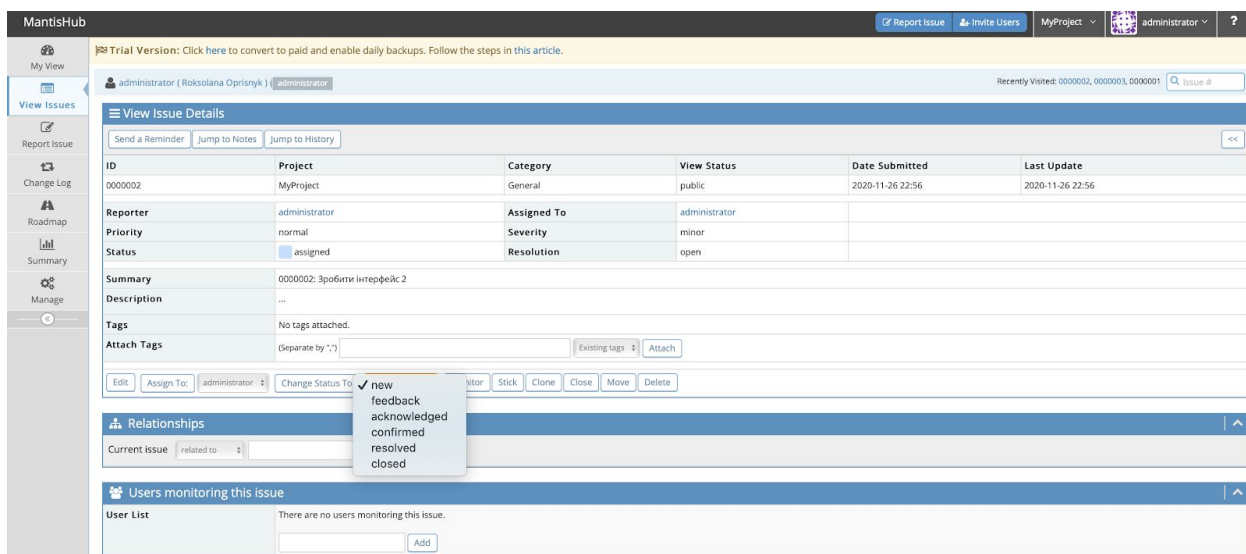 MantisHub
Report Issue Invite Users MyProject administrator ?
My View
View Issues
Report Issue
Change Log
Roadmap
Summary
Manage
Trial Version: Click here to convert to paid and enable daily backups. Follow the steps in this article.
administrator ( Roksolana Oprisnyk ) ( administrator
Recently Visited: 0000002, 0000003, 0000001 Issue #
View Issue Details
Send a Reminder Jump to Notes Jump to History <<
ID Project Category View Status Date Submitted Last Update
0000002 MyProject General public 2020-11-26 22:56 2020-11-26 22:56
Reporter administrator Assigned To administrator
Priority normal Severity minor
Status assigned Resolution open
Summary 0000002: Зробити інтерфейс 2
Description ...
Tags No tags attached.
Attach Tags (Separate by ",") Existing tags Attach
Edit Assign To: administrator Change Status To itor Stick Clone Close Move Delete
✓ new
feedback
acknowledged
confirmed
resolved
closed
Relationships
Current issue related to
Users monitoring this issue
User List There are no users monitoring this issue.
Add